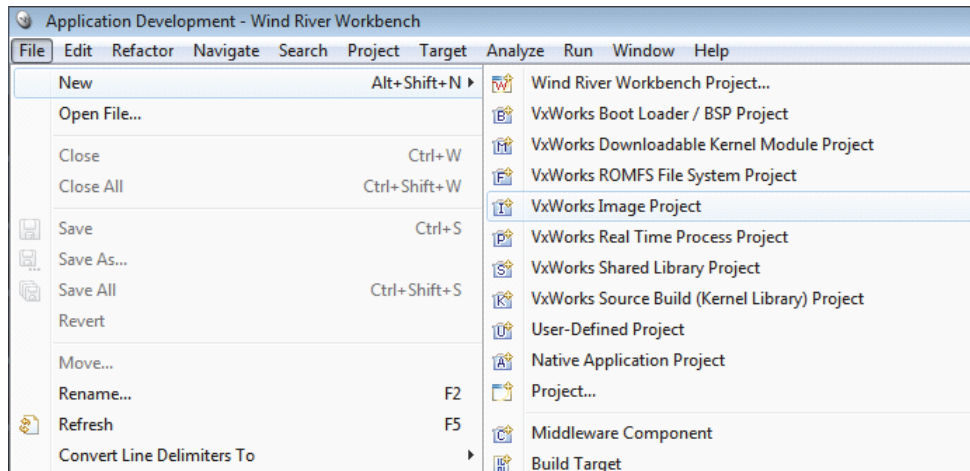 Application Development - Wind River Workbench
File Edit Refactor Navigate Search Project Target Analyze Run Window Help
New Alt+Shift+N
Open File...
Close Ctrl+W
Close All Ctrl+Shift+W
Save Ctrl+S
Save As...
Save All Ctrl+Shift+S
Revert
Move...
Rename... F2
Refresh F5
Convert Line Delimiters To
Wind River Workbench Project...
VxWorks Boot Loader / BSP Project
VxWorks Downloadable Kernel Module Project
VxWorks ROMFS File System Project
VxWorks Image Project
VxWorks Real Time Process Project
VxWorks Shared Library Project
VxWorks Source Build (Kernel Library) Project
User-Defined Project
Native Application Project
Project...
Middleware Component
Build Target